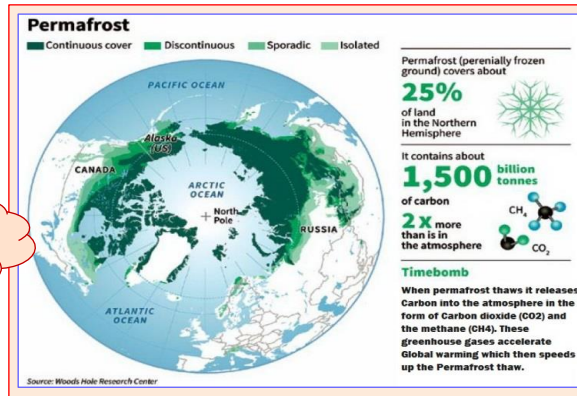 Permafrost
Continuous cover Discontinuous Sporadic Isolated
PACIFIC OCEAN
Alaska
(US)
CANADA
ARCTIC
OCEAN
North
Pole
RUSSIA
ATLANTIC
OCEAN
Source: Woods Hole Research Center
Permafrost (perenially frozen
ground) covers about
25%
of land
in the Northern
Hemisphere
It contains about
1,500 billion
tonnes
of carbon
2 x more
than is in
the atmosphere
CH4
CO2
Timebomb
When permafrost thaws it releases
Carbon into the atmosphere in the
form of Carbon dioxide (CO2) and
the methane (CH4). These
greenhouse gases accelerate
Global warming which then speeds
up the Permafrost thaw.